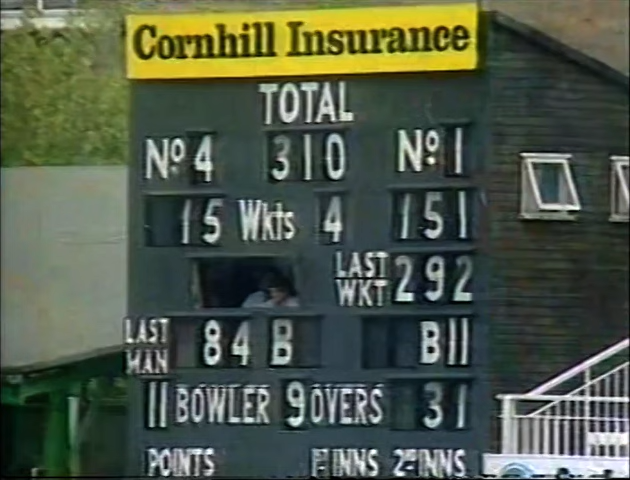 Cornhill Insurance
TOTAL
No 4 310 No 1
15 Wkts 4 151
LAST WKT 292
LAST MAN 84 B B11
11 BOWLER 9 OVERS 31
POINTS 1st INNS 2nd INNS